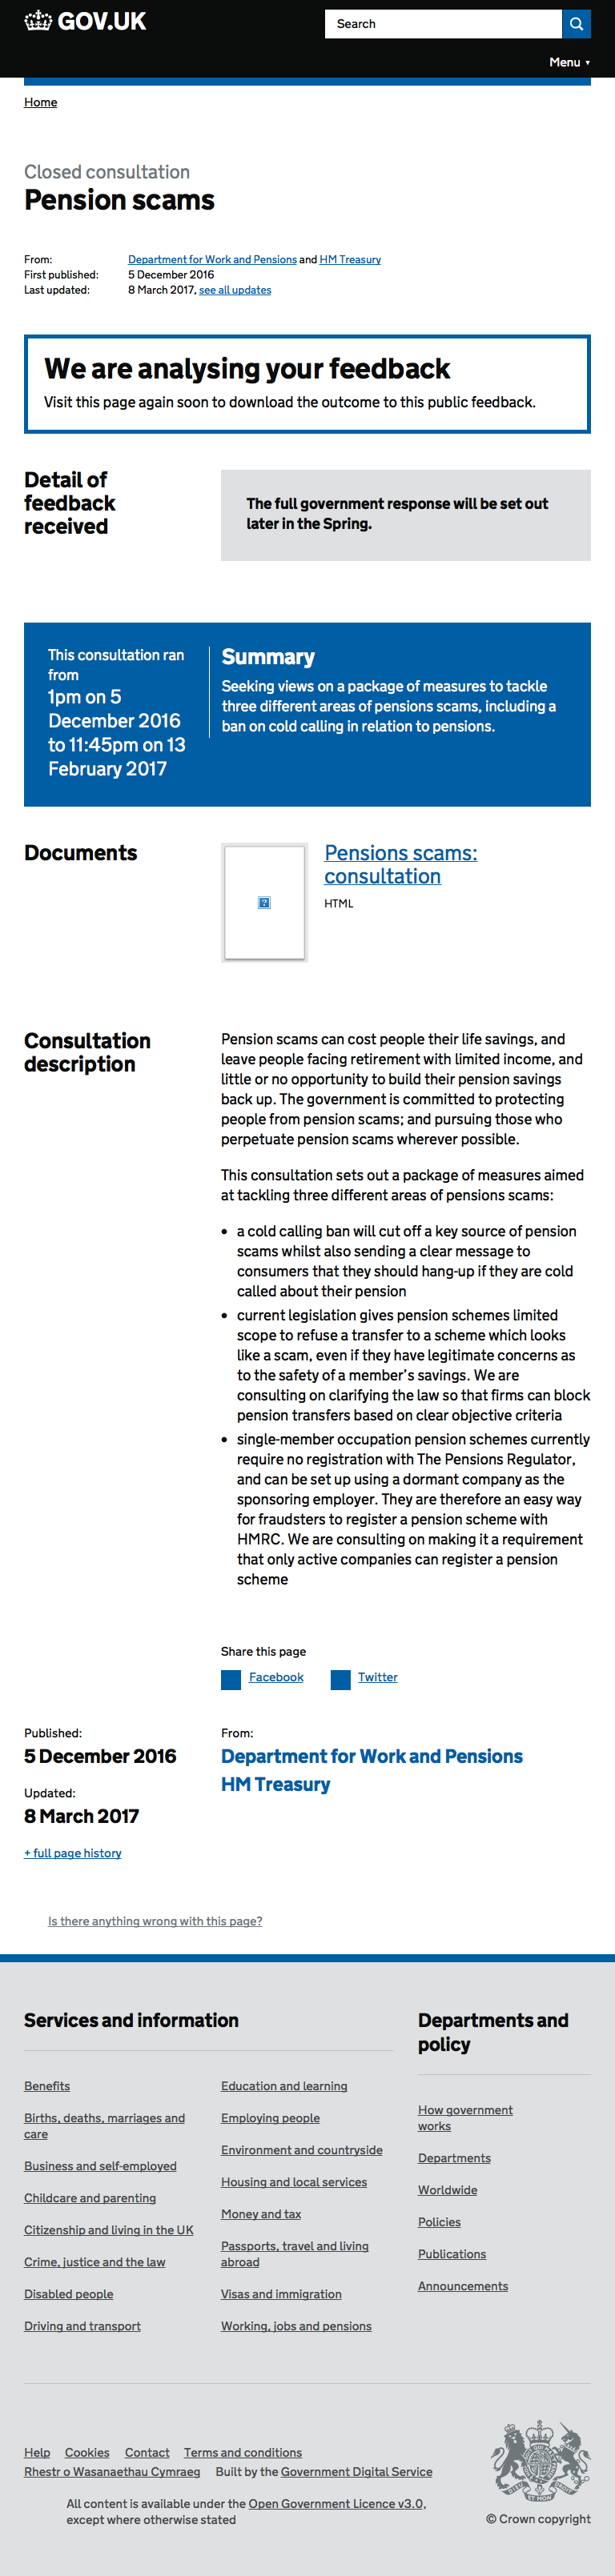 GOV.UK
Search
Menu ▼
Home
Closed consultation
Pension scams
From: Department for Work and Pensions and HM Treasury
First published: 5 December 2016
Last updated: 8 March 2017, see all updates
We are analysing your feedback
Visit this page again soon to download the outcome to this public feedback.
Detail of
feedback
received
The full government response will be set out
later in the Spring.
This consultation ran
from
1pm on 5
December 2016
to 11:45pm on 13
February 2017
Summary
Seeking views on a package of measures to tackle
three different areas of pensions scams, including a
ban on cold calling in relation to pensions.
Documents
?
Pensions scams:
consultation
HTML
Consultation
description
Pension scams can cost people their life savings, and
leave people facing retirement with limited income, and
little or no opportunity to build their pension savings
back up. The government is committed to protecting
people from pension scams; and pursuing those who
perpetuate pension scams wherever possible.
This consultation sets out a package of measures aimed
at tackling three different areas of pensions scams:
• a cold calling ban will cut off a key source of pension
scams whilst also sending a clear message to
consumers that they should hang-up if they are cold
called about their pension
• current legislation gives pension schemes limited
scope to refuse a transfer to a scheme which looks
like a scam, even if they have legitimate concerns as
to the safety of a member's savings. We are
consulting on clarifying the law so that firms can block
pension transfers based on clear objective criteria
• single-member occupation pension schemes currently
require no registration with The Pensions Regulator,
and can be set up using a dormant company as the
sponsoring employer. They are therefore an easy way
for fraudsters to register a pension scheme with
HMRC. We are consulting on making it a requirement
that only active companies can register a pension
scheme
Share this page
Facebook Twitter
Published:
5 December 2016
Updated:
8 March 2017
+ full page history
From:
Department for Work and Pensions
HM Treasury
Is there anything wrong with this page?
Services and information
Benefits
Births, deaths, marriages and
care
Business and self-employed
Childcare and parenting
Citizenship and living in the UK
Crime, justice and the law
Disabled people
Driving and transport
Education and learning
Employing people
Environment and countryside
Housing and local services
Money and tax
Passports, travel and living
abroad
Visas and immigration
Working, jobs and pensions
Departments and
policy
How government
works
Departments
Worldwide
Policies
Publications
Announcements
Help Cookies Contact Terms and conditions
Rhestr o Wasanaethau Cymraeg Built by the Government Digital Service
All content is available under the Open Government Licence v3.0,
except where otherwise stated
© Crown copyright